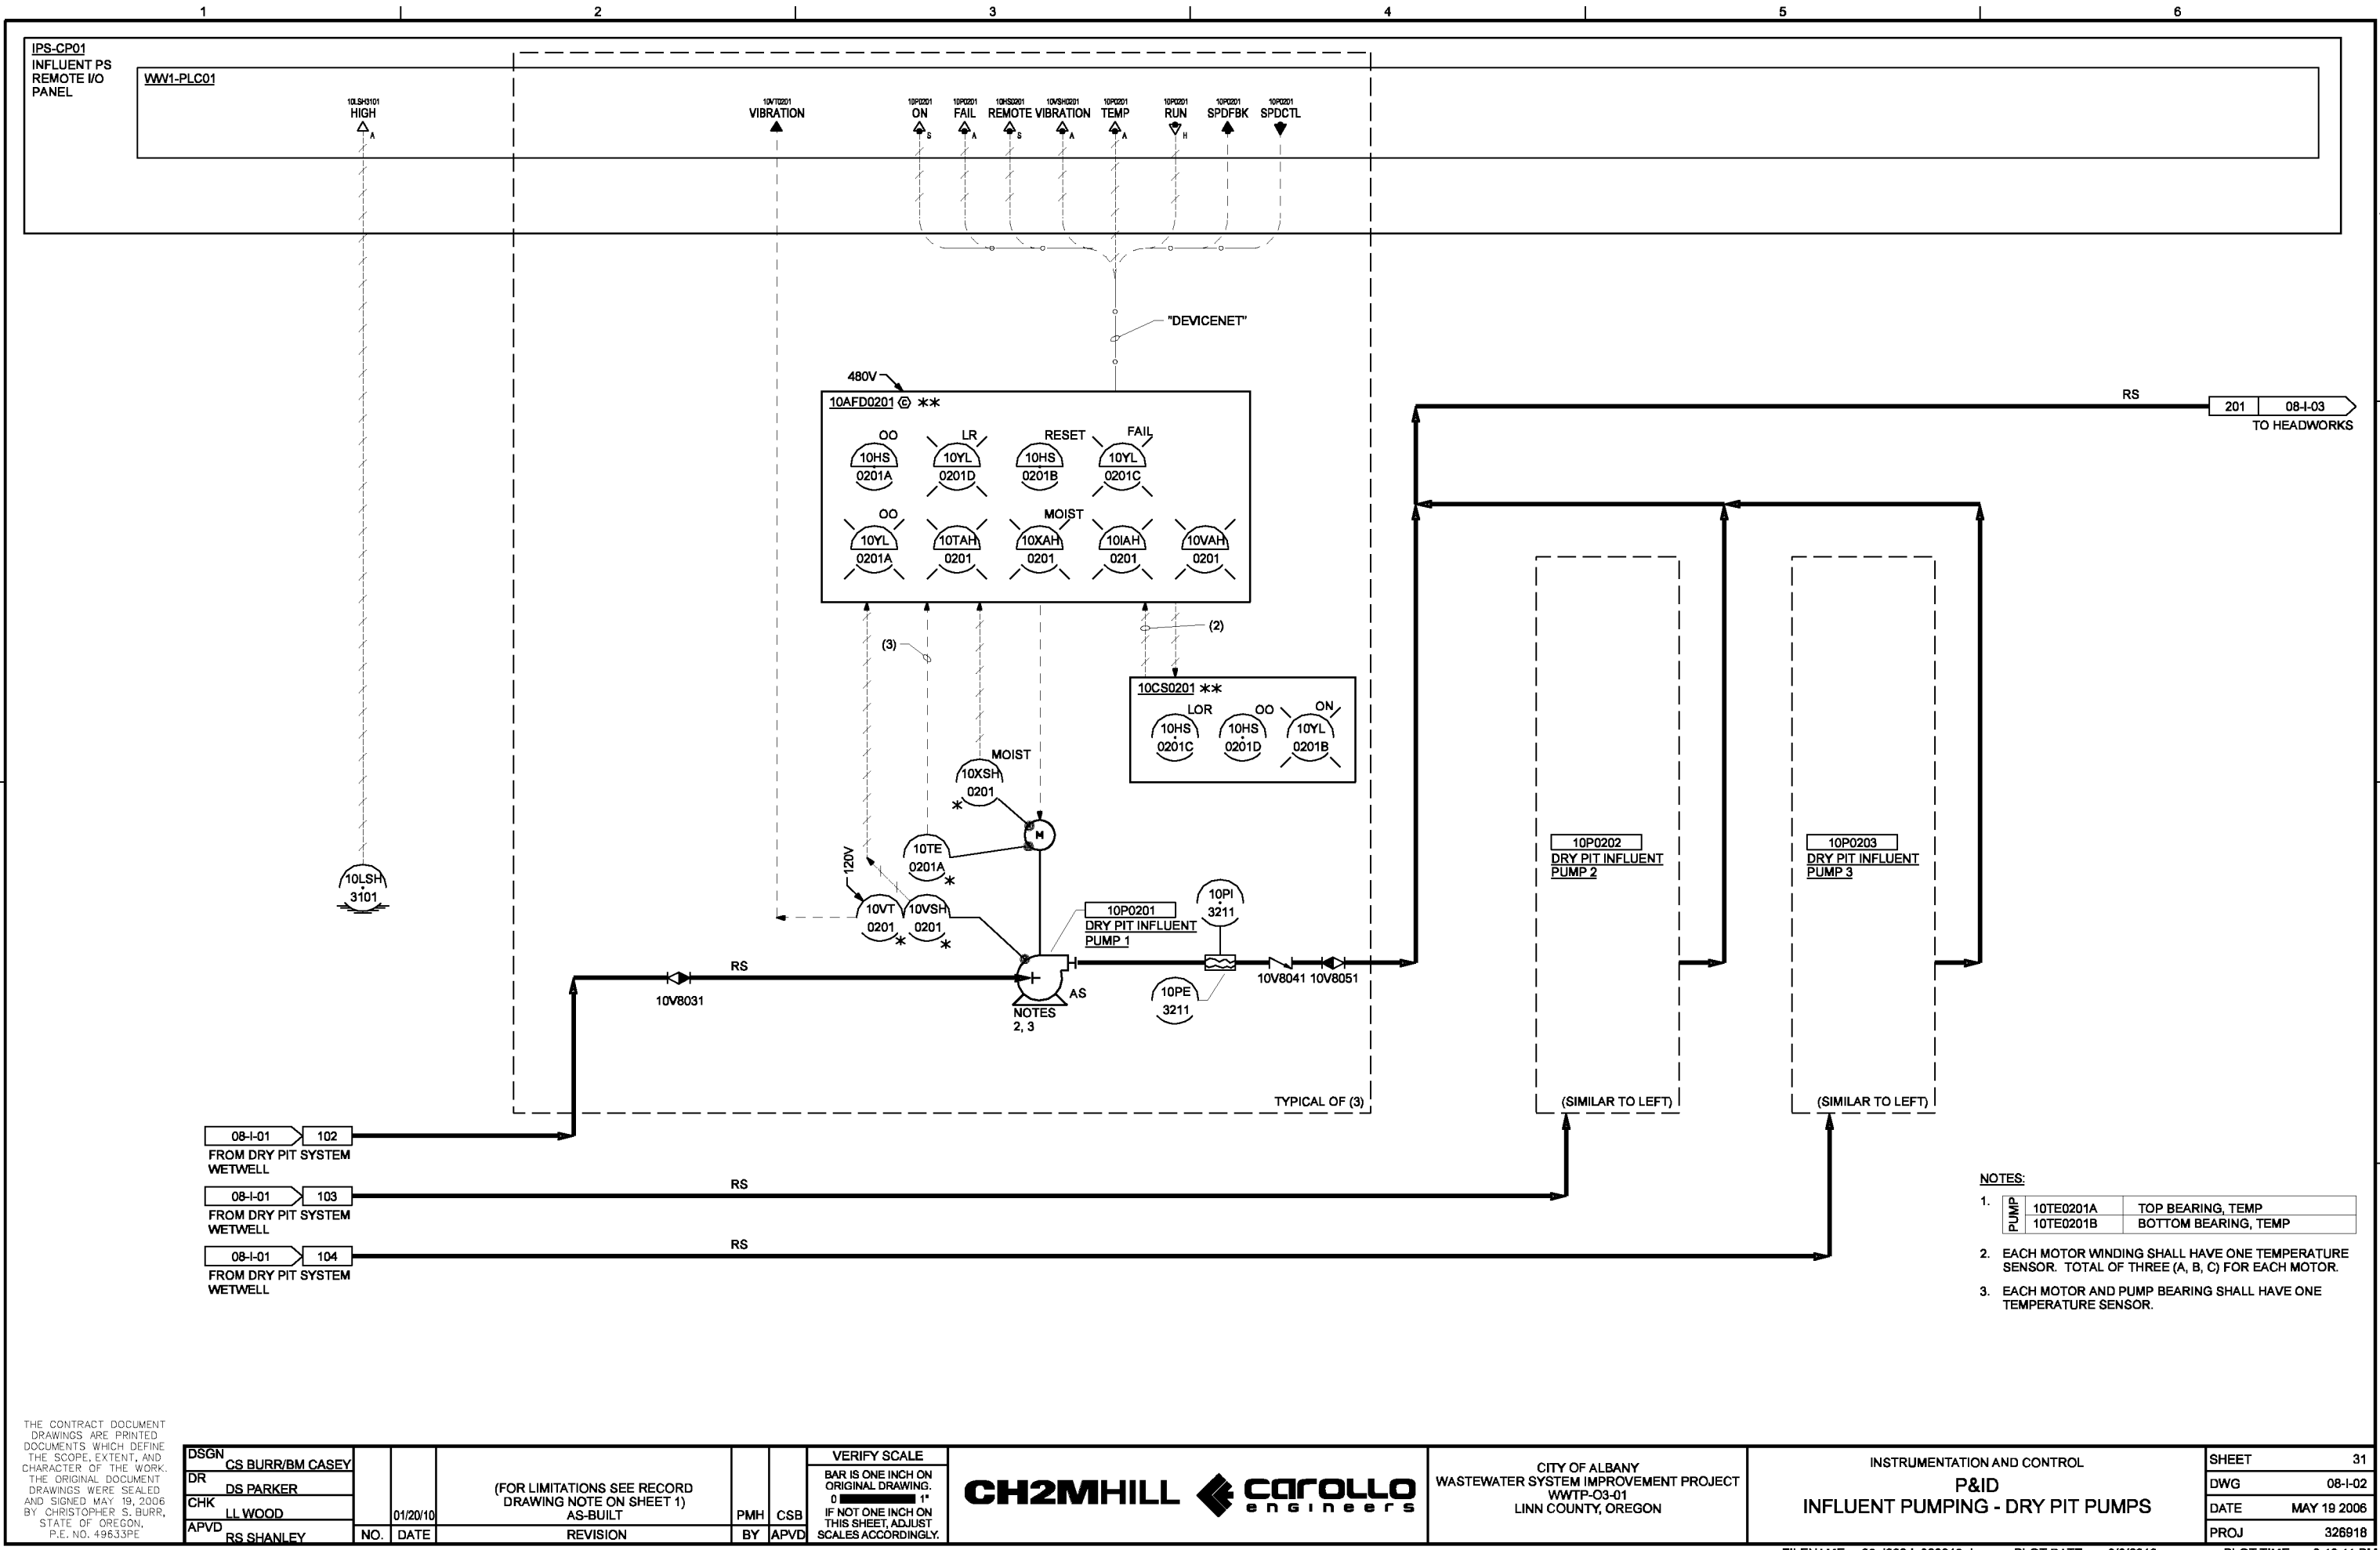 1
2
3
4
5
6
IPS-CP01
INFLUENT PS
REMOTE I/O
PANEL
WW1-PLC01
10LSH3101
HIGH
A
10VT0201
VIBRATION
10P0201
ON
S
10P0201
FAIL
A
10HS0201
REMOTE
S
10VSH0201
VIBRATION
A
10P0201
TEMP
A
10P0201
RUN
H
10P0201
SPDFBK
10P0201
SPDCTL
"DEVICENET"
480V
10AFD0201 C **
OO
10HS
0201A
LR
10YL
0201D
RESET
10HS
0201B
FAIL
10YL
0201C
OO
10YL
0201A
10TAH
0201
MOIST
10XAH
0201
10IAH
0201
10VAH
0201
(3)
(2)
10CS0201 **
LOR
10HS
0201C
OO
10HS
0201D
ON
10YL
0201B
MOIST
10XSH
0201
*
M
10TE
0201A
*
120V
10VT
0201
*
10VSH
0201
*
10LSH
3101
10P0201
DRY PIT INFLUENT
PUMP 1
10PI
3211
10PE
3211
10V8041 10V8051
AS
NOTES
2, 3
RS
10V8031
TYPICAL OF (3)
RS
201 08-I-03
TO HEADWORKS
10P0202
DRY PIT INFLUENT
PUMP 2
(SIMILAR TO LEFT)
10P0203
DRY PIT INFLUENT
PUMP 3
(SIMILAR TO LEFT)
08-I-01 102
FROM DRY PIT SYSTEM
WETWELL
08-I-01 103
FROM DRY PIT SYSTEM
WETWELL
RS
08-I-01 104
FROM DRY PIT SYSTEM
WETWELL
RS
NOTES:
1. PUMP
10TE0201A TOP BEARING, TEMP
10TE0201B BOTTOM BEARING, TEMP
2. EACH MOTOR WINDING SHALL HAVE ONE TEMPERATURE
SENSOR. TOTAL OF THREE (A, B, C) FOR EACH MOTOR.
3. EACH MOTOR AND PUMP BEARING SHALL HAVE ONE
TEMPERATURE SENSOR.
THE CONTRACT DOCUMENT
DRAWINGS ARE PRINTED
DOCUMENTS WHICH DEFINE
THE SCOPE, EXTENT, AND
CHARACTER OF THE WORK.
THE ORIGINAL DOCUMENT
DRAWINGS WERE SEALED
AND SIGNED MAY 19, 2006
BY CHRISTOPHER S. BURR,
STATE OF OREGON,
P.E. NO. 49633PE
DSGN
CS BURR/BM CASEY
DR
DS PARKER
CHK
LL WOOD
APVD
RS SHANLEY
01/20/10
NO. DATE
(FOR LIMITATIONS SEE RECORD
DRAWING NOTE ON SHEET 1)
AS-BUILT
REVISION
PMH CSB
BY APVD
VERIFY SCALE
BAR IS ONE INCH ON
ORIGINAL DRAWING.
0 1"
IF NOT ONE INCH ON
THIS SHEET, ADJUST
SCALES ACCORDINGLY.
CH2MHILL
carollo
engineers
CITY OF ALBANY
WASTEWATER SYSTEM IMPROVEMENT PROJECT
WWTP-O3-01
LINN COUNTY, OREGON
INSTRUMENTATION AND CONTROL
P&ID
INFLUENT PUMPING - DRY PIT PUMPS
SHEET 31
DWG 08-I-02
DATE MAY 19 2006
PROJ 326918